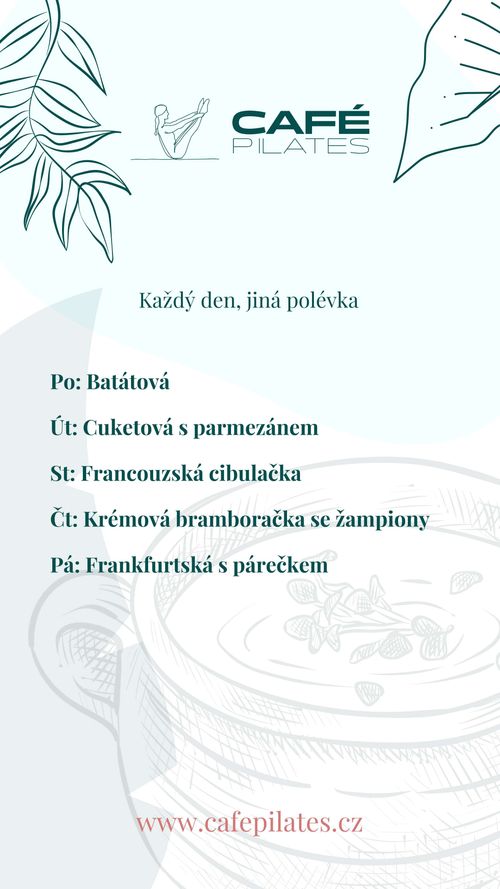 CAFÉ
PILATES
Každý den, jiná polévka
Po: Batátová
Út: Cuketová s parmezánem
St: Francouzská cibulačka
Čt: Krémová bramboračka se žampiony
Pá: Frankfurtská s párečkem
www.cafepilates.cz